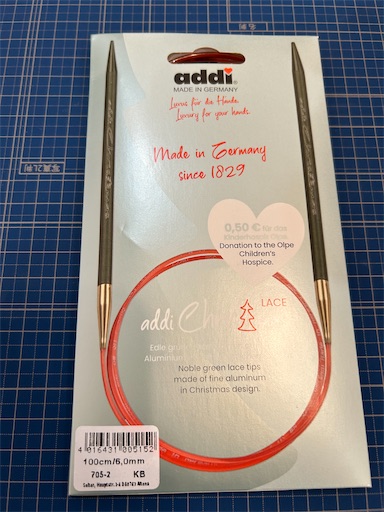 addi
MADE IN GERMANY
Luxus für die Hände.
Luxury for your hands.
Made in Germany
since 1829
0,50 € für das
Donation to the Olpe
Children's
Hospice.
addi
LACE
Noble green lace tips
made of fine aluminum
in Christmas design.
4 016431 005152
100cm/6,0mm
705-2 KB